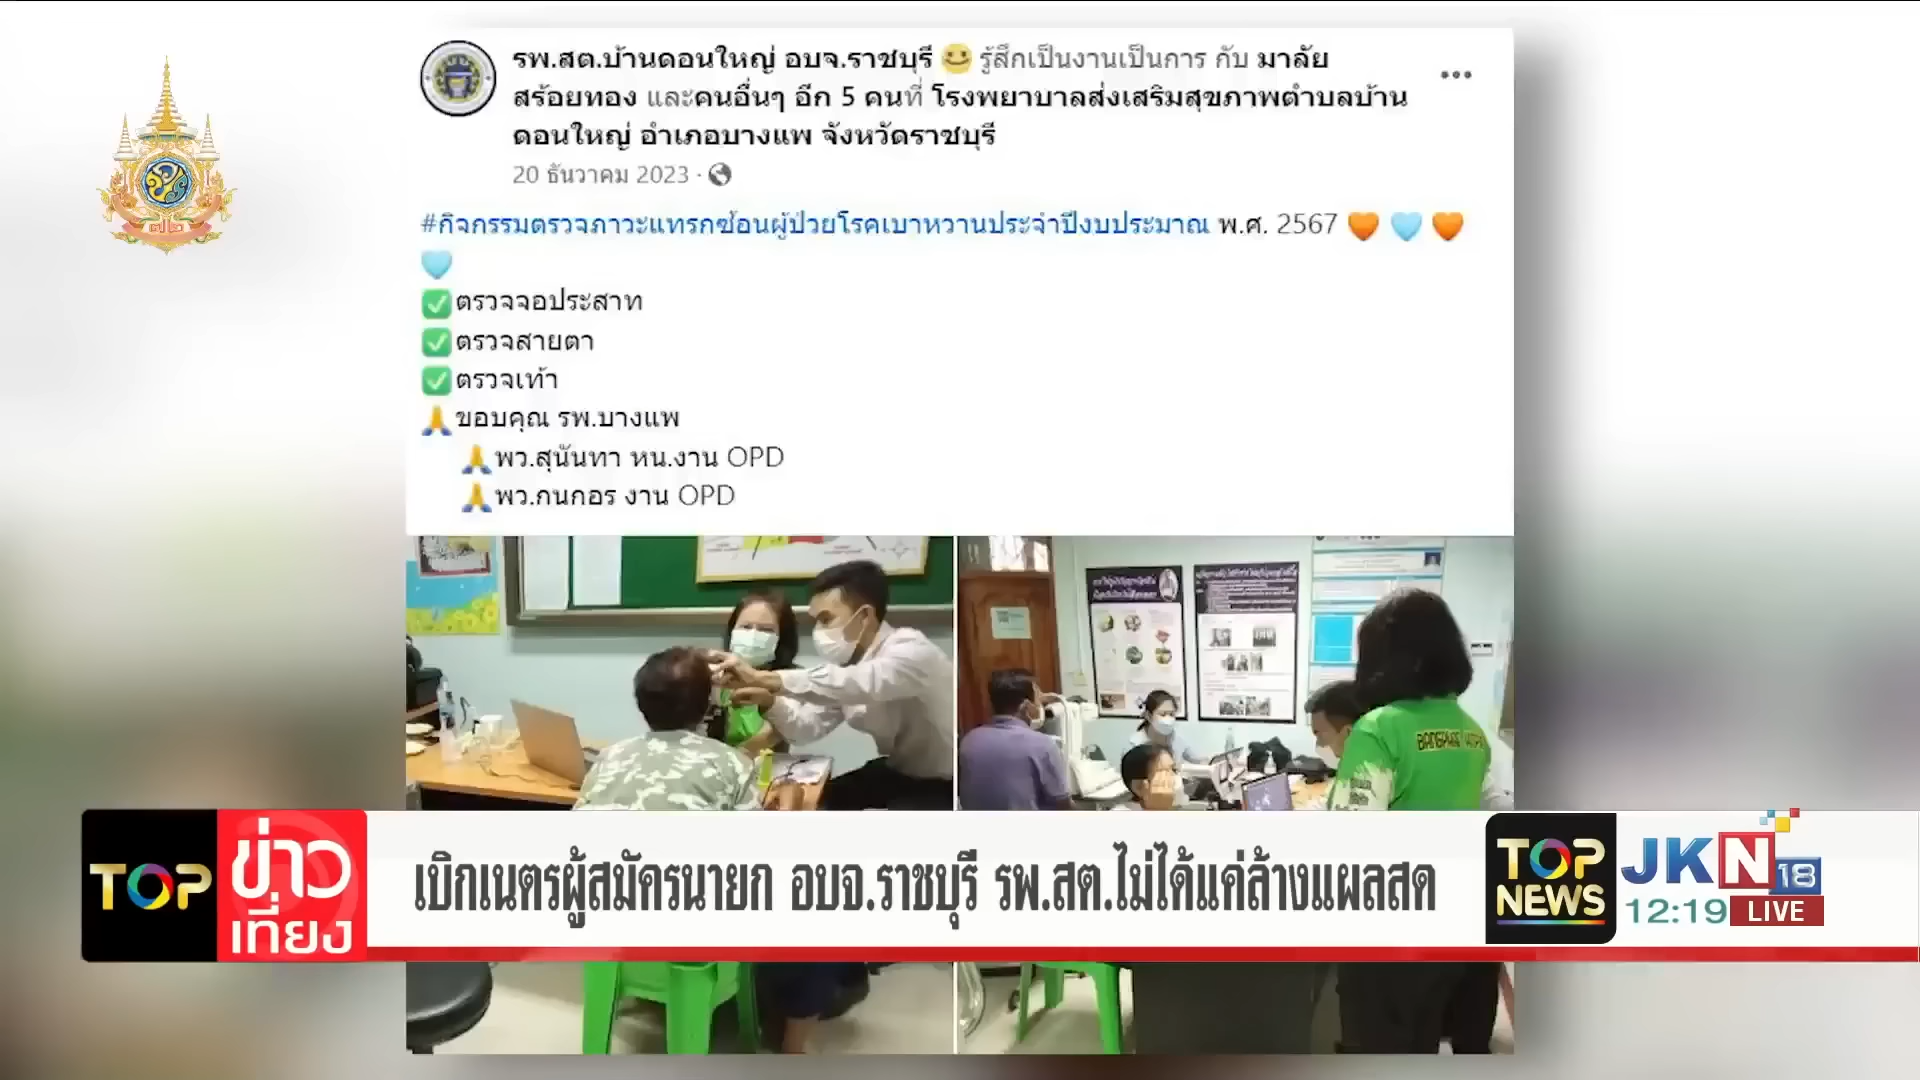 รพ.สต.บ้านดอนใหญ่ อบจ.ราชบุรี รู้สึกเป็นงานเป็นการ กับ มาลัย
สร้อยทอง และคนอื่นๆ อีก 5 คนที่ โรงพยาบาลส่งเสริมสุขภาพตำบลบ้าน
ดอนใหญ่ อำเภอบางแพ จังหวัดราชบุรี
20 ธันวาคม 2023
#กิจกรรมตรวจภาวะแทรกซ้อนผู้ป่วยโรคเบาหวานประจำปีงบประมาณ พ.ศ. 2567
ตรวจจอประสาท
ตรวจสายตา
ตรวจเท้า
ขอบคุณ รพ.บางแพ
พว.สุนันทา หน.งาน OPD
พว.กนกอร งาน OPD
TOP
ข่าว
เที่ยง
เบิกเนตรผู้สมัครนายก อบจ.ราชบุรี รพ.สต.ไม่ได้แค่ล้างแผลสด
TOP
NEWS
JKN18
12:19 LIVE